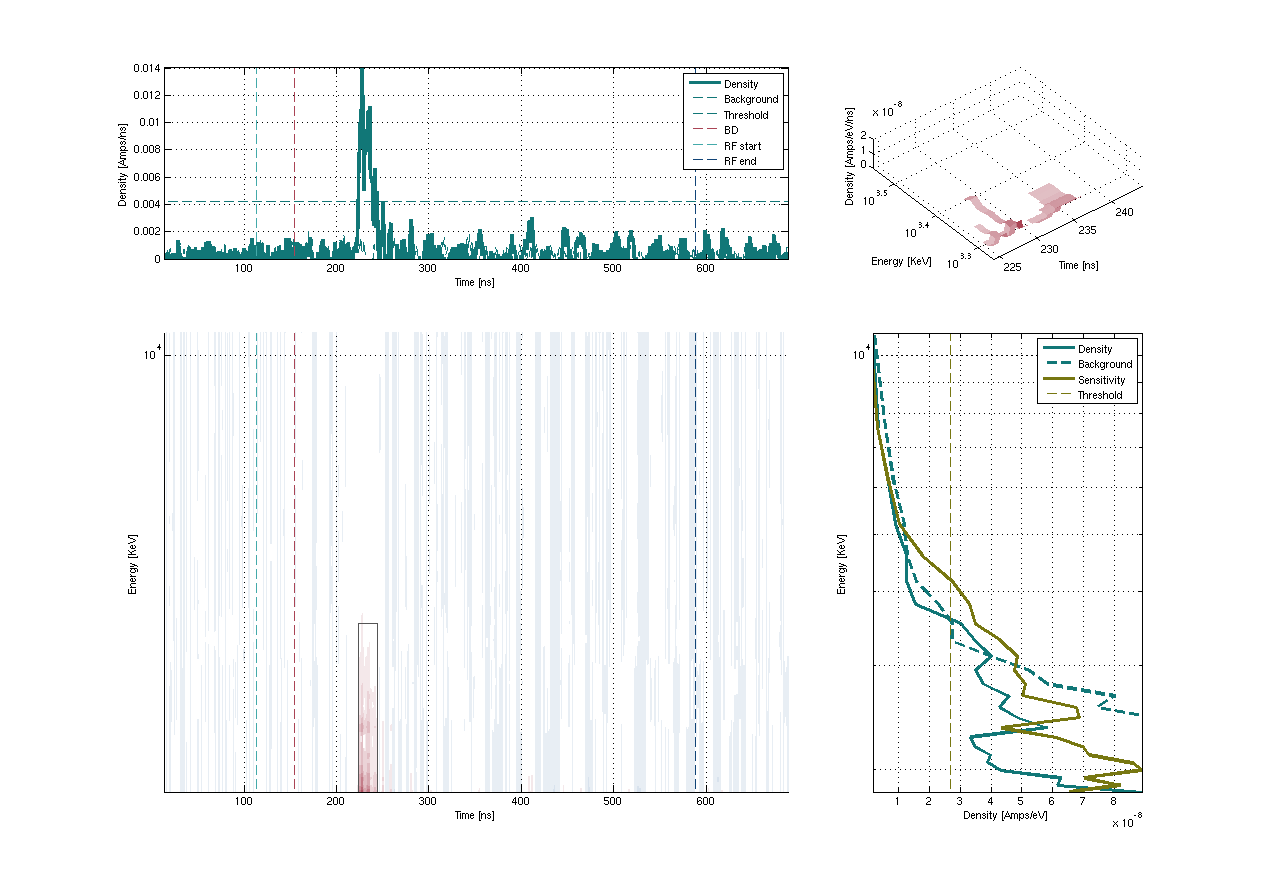 0.014
0.012
0.01
0.008
0.006
0.004
0.002
0
Density [Amps/ns]
100 200 300 400 500 600
Time [ns]
Density
Background
Threshold
BD
RF start
RF end
x 10^-8
2
1
0
Density [Amps/eV/ns]
10^3.5
10^3.4
10^3.3
Energy [KeV]
225
230
235
240
Time [ns]
10^4
Energy [KeV]
100 200 300 400 500 600
Time [ns]
10^4
Energy [KeV]
Density
Background
Sensitivity
Threshold
1 2 3 4 5 6 7 8
Density [Amps/eV]
x 10^-8